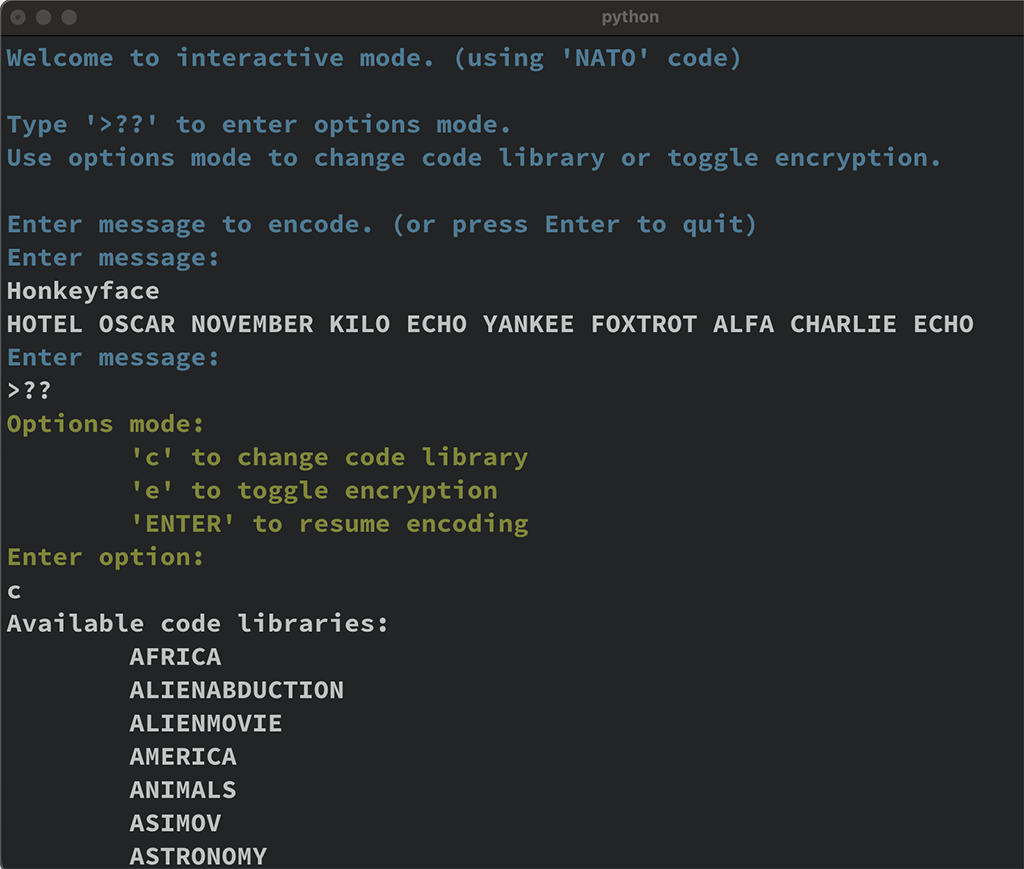 python
Welcome to interactive mode. (using 'NATO' code)
Type '>??' to enter options mode.
Use options mode to change code library or toggle encryption.
Enter message to encode. (or press Enter to quit)
Enter message:
Honkeyface
HOTEL OSCAR NOVEMBER KILO ECHO YANKEE FOXTROT ALFA CHARLIE ECHO
Enter message:
>??
Options mode:
'c' to change code library
'e' to toggle encryption
'ENTER' to resume encoding
Enter option:
c
Available code libraries:
AFRICA
ALIENABDUCTION
ALIENMOVIE
AMERICA
ANIMALS
ASIMOV
ASTRONOMY